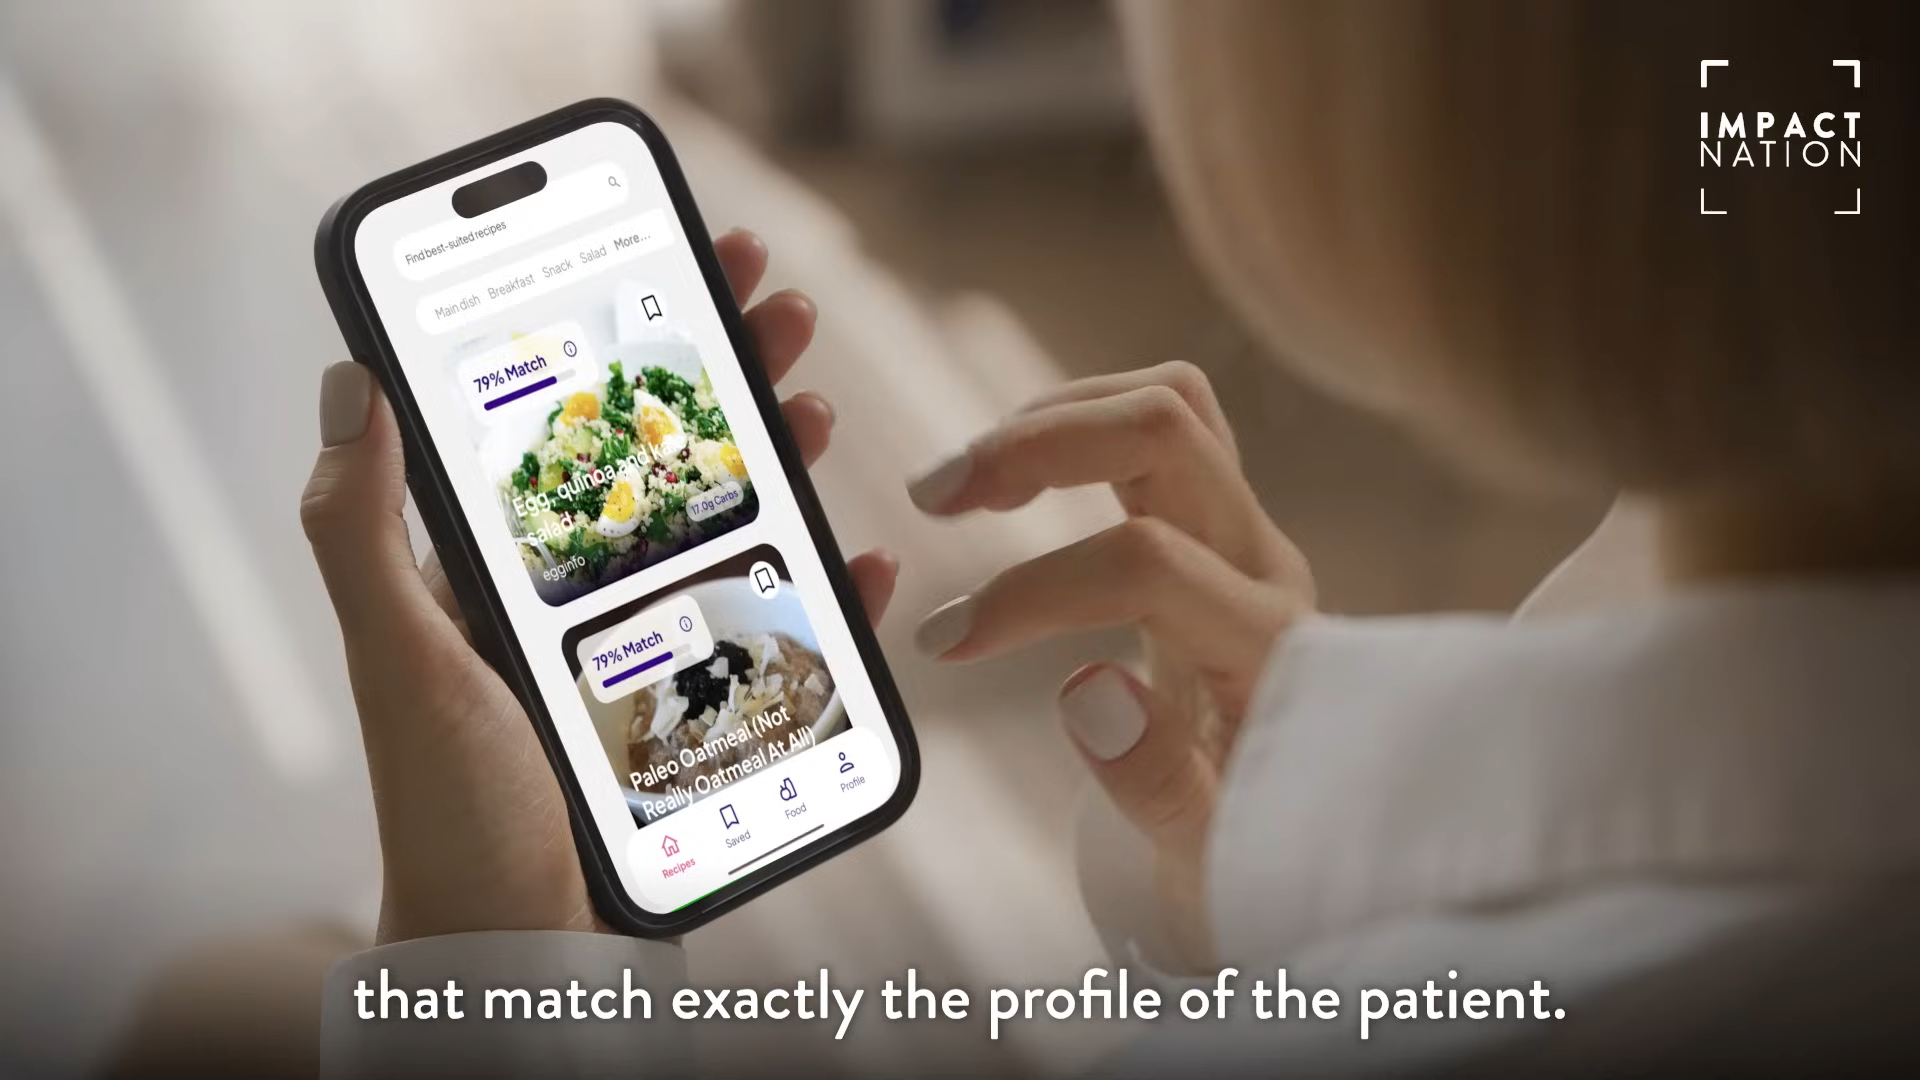 IMPACT
NATION
Find best-suited recipes
Main dish Breakfast Snack Salad More...
79% Match
Egg, quinoa and
salad
17.0g Carbs
egginfo
79% Match
Paleo Oatmeal (Not
Really Oatmeal At All)
Recipes Saved Food Profile
that match exactly the profile of the patient.